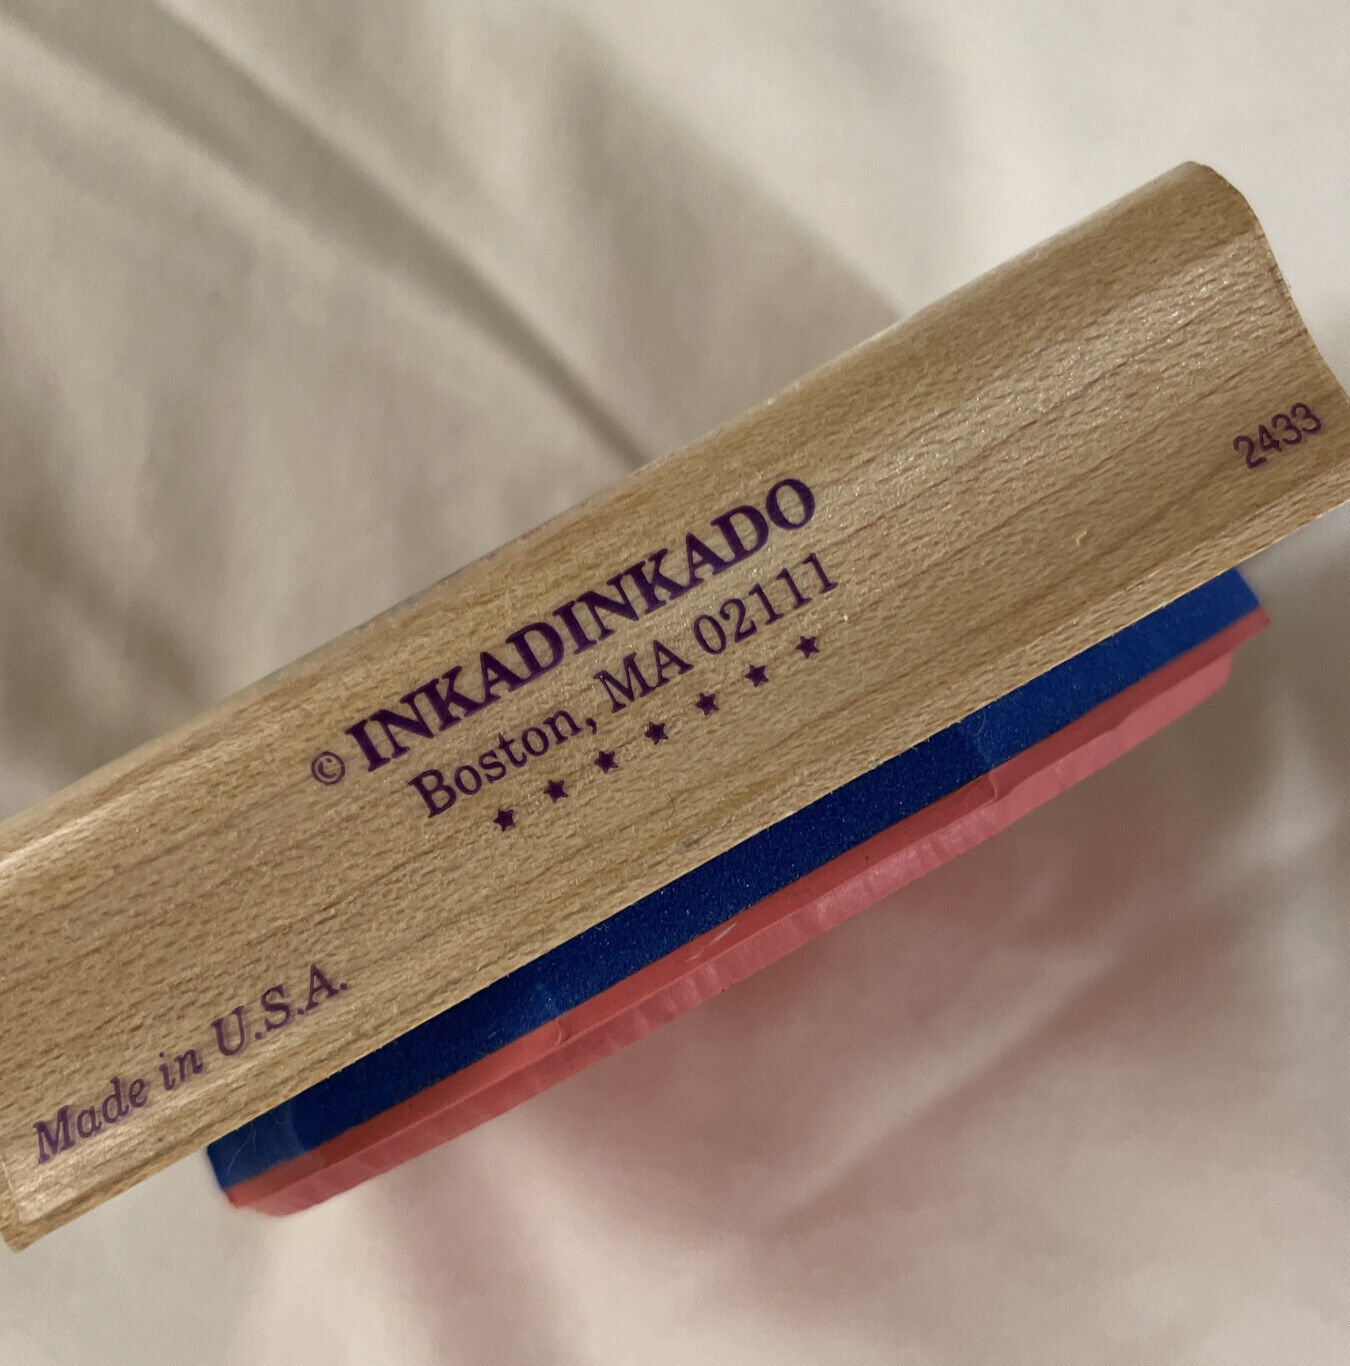 © INKADINKADO
Boston, MA 02111
★ ★ ★ ★ ★ ★ ★
2433
Made in U.S.A.